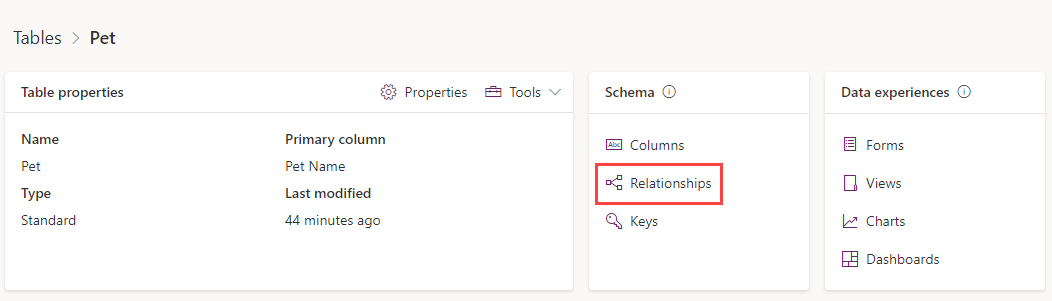 Tables > Pet
Table properties
Properties
Tools
Name
Primary column
Pet
Pet Name
Type
Last modified
Standard
44 minutes ago
Schema
Abc Columns
Relationships
Keys
Data experiences
Forms
Views
Charts
Dashboards